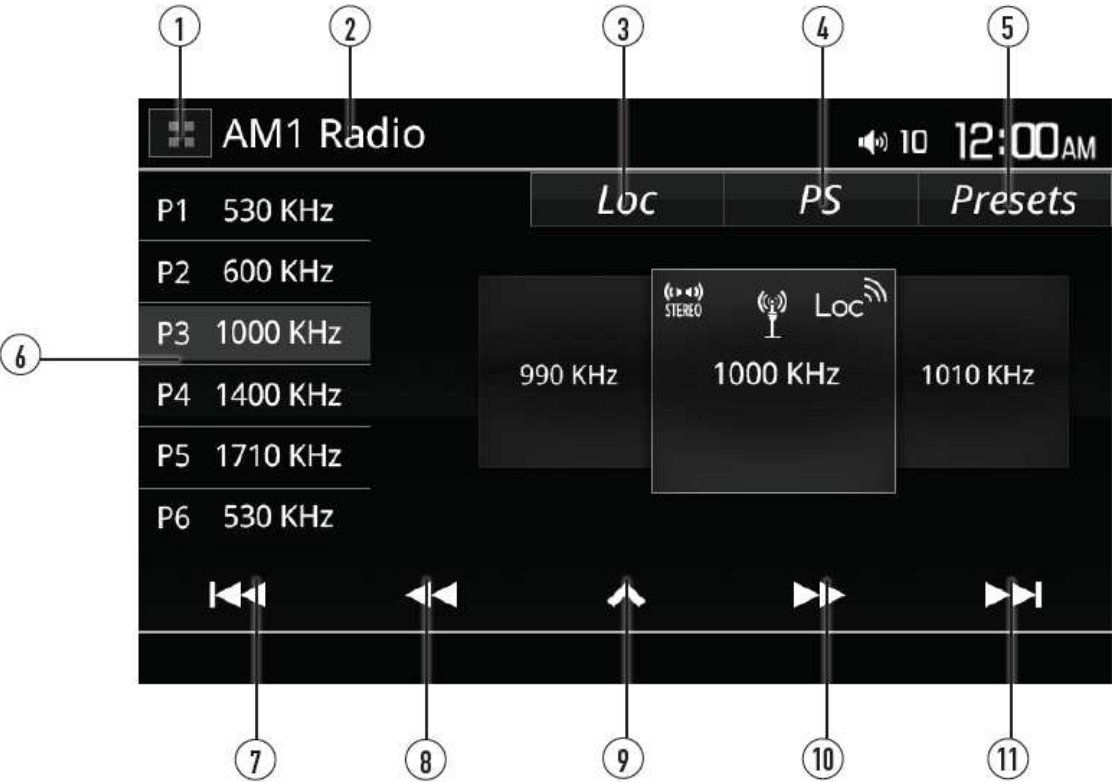 1 2 3 4 5
AM1 Radio 10 12:00 AM
Loc PS Presets
P1 530 KHz
P2 600 KHz
P3 1000 KHz
P4 1400 KHz
P5 1710 KHz
P6 530 KHz
STEREO Loc
990 KHz 1000 KHz 1010 KHz
6
7 8 9 10 11